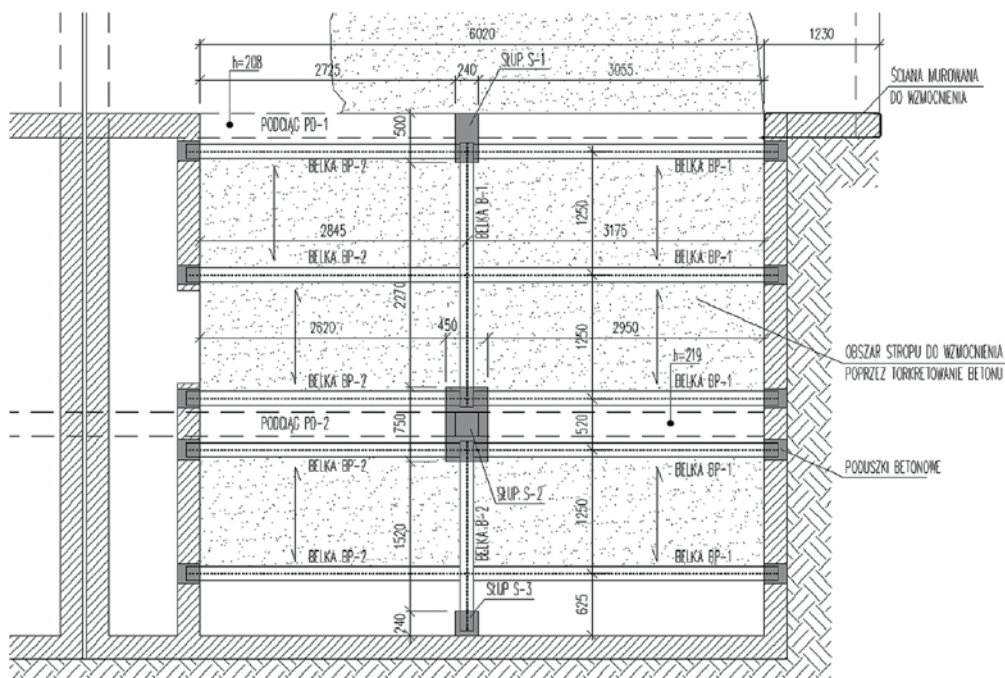 6020
1230
h=208
2725
240
SŁUP S-1
3055
ŚCIANA MUROWANA
DO WZMOCNIENIA
500
PODCIĄG PD-1
BELKA BP-2
BELKA BP-1
BELKA B-1
1250
2845
3175
BELKA BP-2
BELKA BP-1
2270
2620
450
2950
1250
h=219
OBSZAR STROPU DO WZMOCNIENIA
POPRZEZ TORKRETOWANIE BETONU
BELKA BP-2
BELKA BP-1
PODCIĄG PD-2
750
520
BELKA BP-2
BELKA BP-1
PODUSZKI BETONOWE
SŁUP S-2
1520
BELKA B-2
1250
BELKA BP-2
BELKA BP-1
SŁUP S-3
240
625